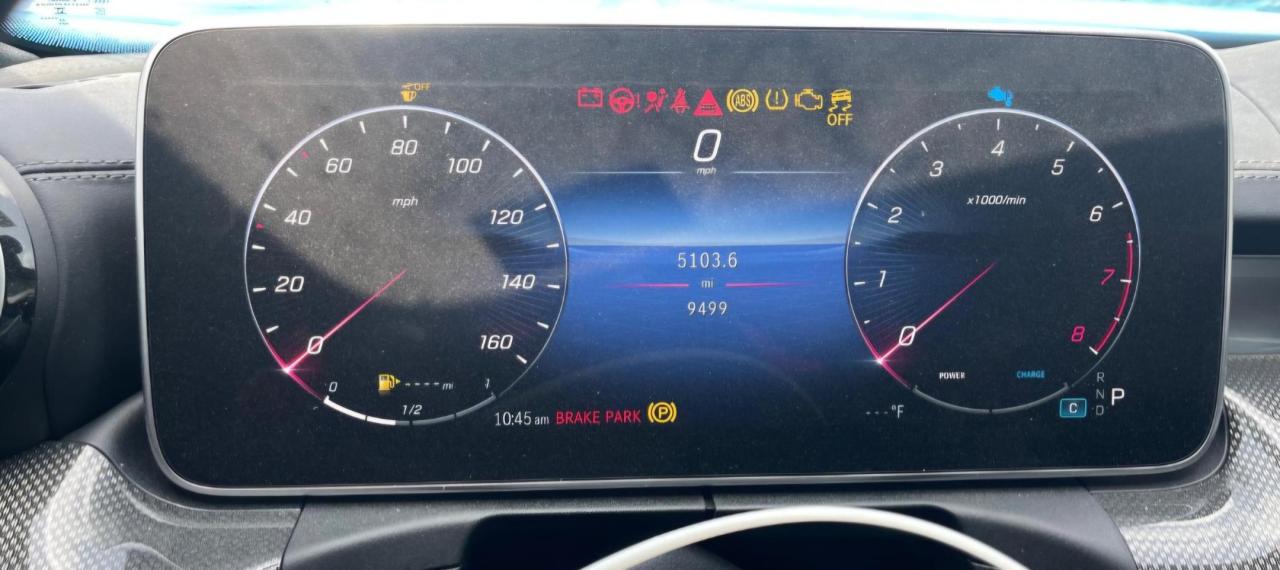 OFF
ABS
OFF
0
mph
20
40
60
80
100
120
140
160
0
mph
5103.6
mi
9499
0
1
2
3
4
5
6
7
8
x1000/min
POWER
CHARGE
0
1/2
1
---- mi
10:45 am BRAKE PARK P
---°F
R
N
D
P
C